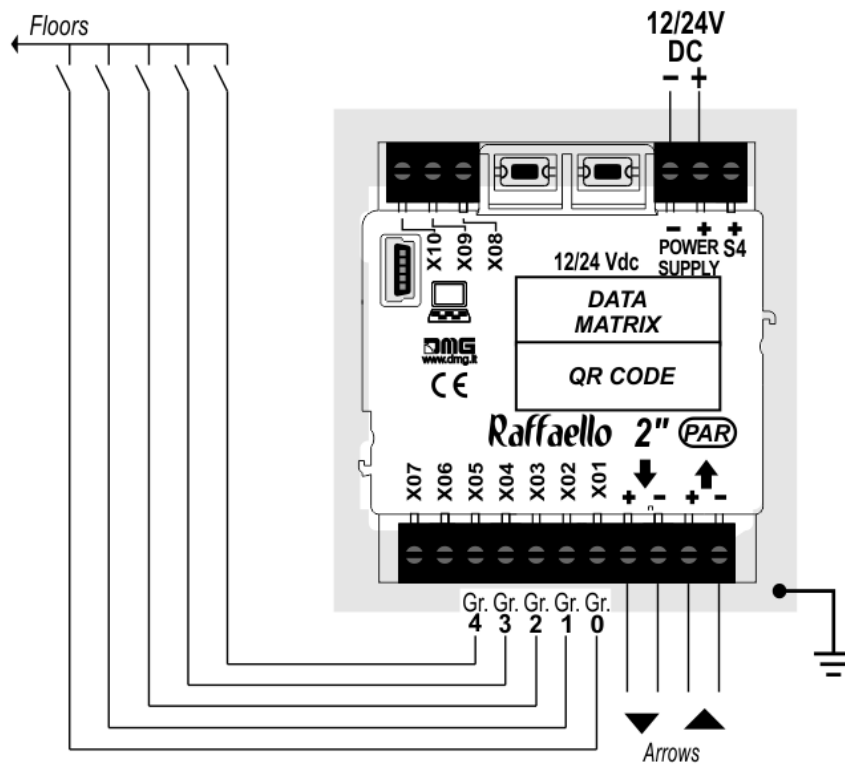 Floors
12/24V
DC
− +
X10
X09
X08
− + +
POWER S4
SUPPLY
12/24 Vdc
DATA
MATRIX
QR CODE
DMG
www.dmg.it
CE
Raffaello 2" PAR
X07 X06 X05 X04 X03 X02 X01
+ − + −
Gr. Gr. Gr. Gr. Gr.
4 3 2 1 0
Arrows